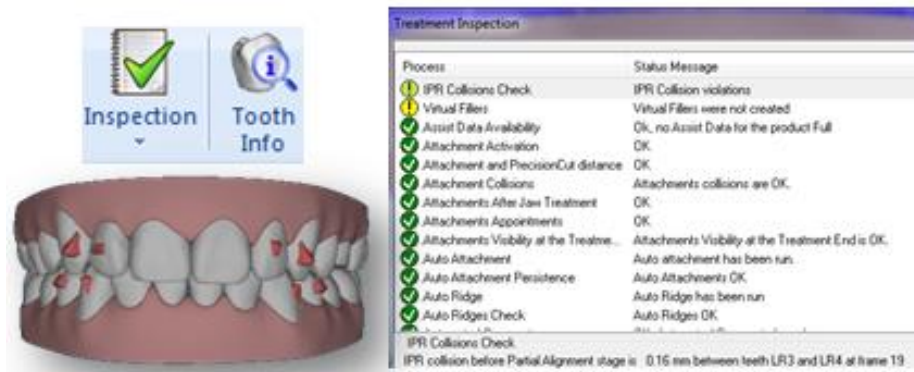 Inspection
Tooth
Info
Treatment Inspection
Process Status Message
IPR Collisions Check IPR Collision violations
Virtual Fillers Virtual Fillers were not created
Assist Data Availability Ok, no Assist Data for the product Full
Attachment Activation OK
Attachment and PrecisionCut distance OK
Attachment Collisions Attachments collisions are OK.
Attachments After Jaw Treatment OK
Attachments Appointments OK
Attachments Visibility at the Treatme... Attachments Visibility at the Treatment End is OK.
Auto Attachment Auto attachment has been run.
Auto Attachment Persistence Auto Attachments OK
Auto Ridge Auto Ridge has been run
Auto Ridges Check Auto Ridges OK
IPR Collisions Check
IPR collision before Partial Alignment stage is 0.16 mm between teeth LR3 and LR4 at frame 19